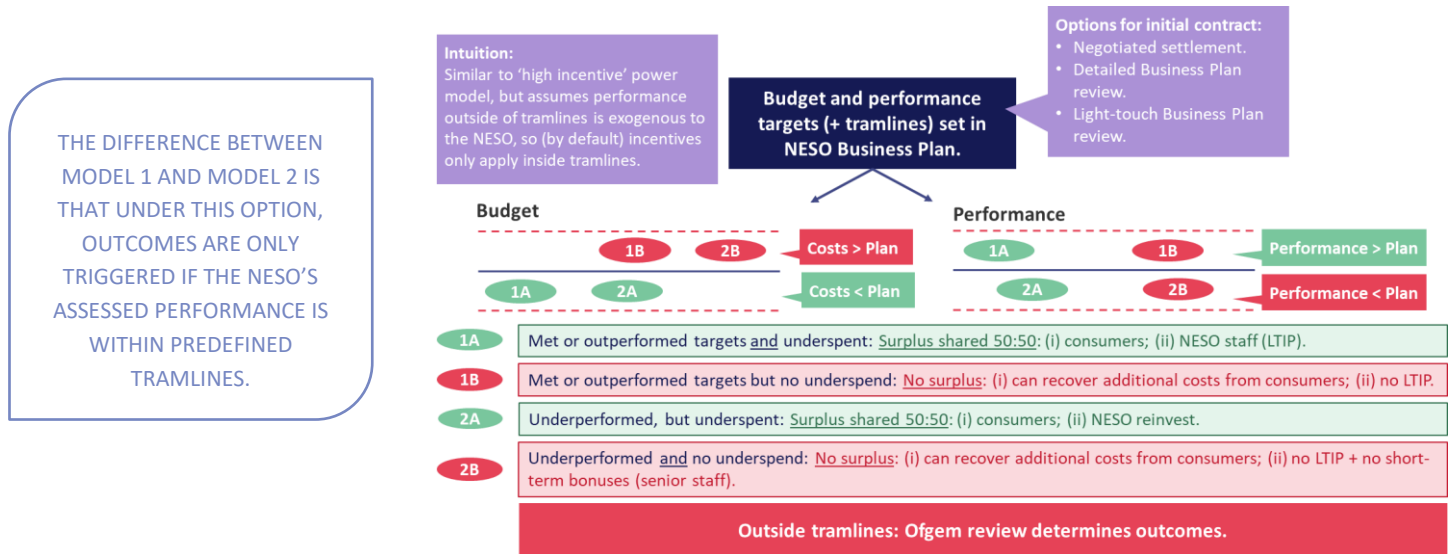 THE DIFFERENCE BETWEEN
MODEL 1 AND MODEL 2 IS
THAT UNDER THIS OPTION,
OUTCOMES ARE ONLY
TRIGGERED IF THE NESO'S
ASSESSED PERFORMANCE IS
WITHIN PREDEFINED
TRAMLINES.
Intuition:
Similar to 'high incentive' power
model, but assumes performance
outside of tramlines is exogenous
to the NESO, so (by default) incentives
only apply inside tramlines.
Budget and performance
targets (+ tramlines) set in
NESO Business Plan.
Options for initial contract:
• Negotiated settlement.
• Detailed Business Plan
review.
• Light-touch Business Plan
review.
Budget
1B 2B Costs > Plan
1A 2A Costs < Plan
Performance
1A 1B Performance > Plan
2A 2B Performance < Plan
1A Met or outperformed targets and underspent: Surplus shared 50:50: (i) consumers; (ii) NESO staff (LTIP).
1B Met or outperformed targets but no underspend: No surplus: (i) can recover additional costs from consumers; (ii) no LTIP.
2A Underperformed, but underspent: Surplus shared 50:50: (i) consumers; (ii) NESO reinvest.
2B Underperformed and no underspend: No surplus: (i) can recover additional costs from consumers; (ii) no LTIP + no short-
term bonuses (senior staff).
Outside tramlines: Ofgem review determines outcomes.